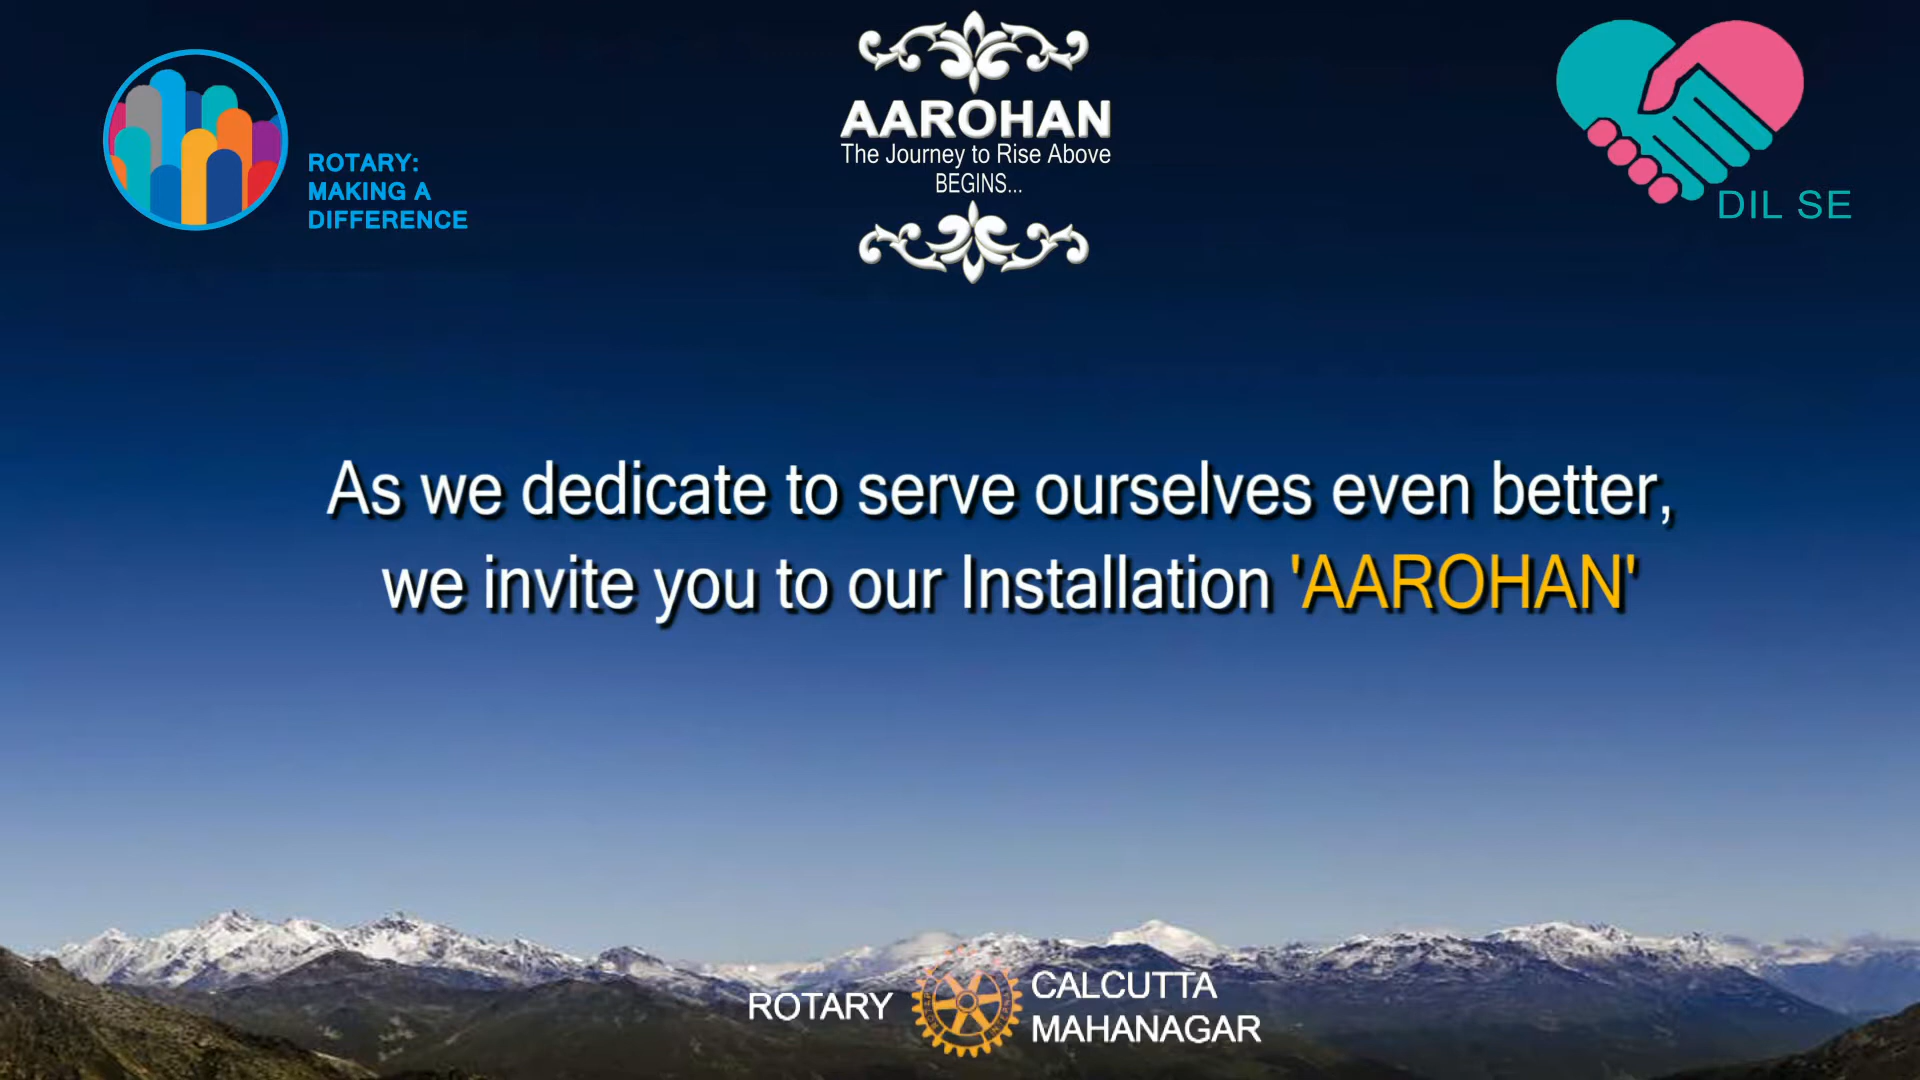 ROTARY:
MAKING A
DIFFERENCE
AAROHAN
The Journey to Rise Above
BEGINS...
DIL SE
As we dedicate to serve ourselves even better,
we invite you to our Installation 'AAROHAN'
ROTARY
CALCUTTA
MAHANAGAR